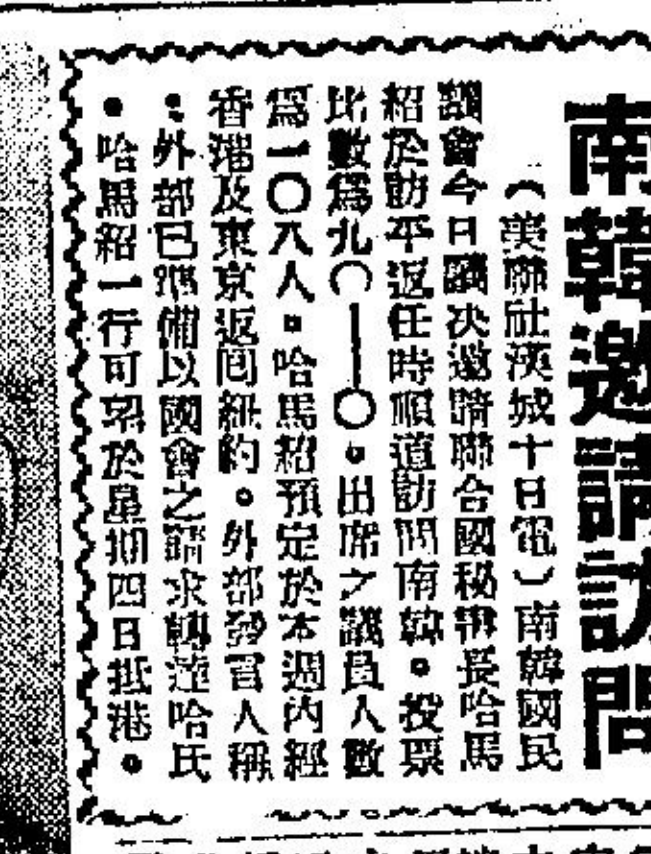 南韓邀請訪問
（美聯社漢城十日電）南韓國民
議會今日議決邀請聯合國秘書長哈馬
紹於訪平返任時順道訪問南韓。投票
比數爲九〇——〇。出席之議員人數
爲一〇八人。哈馬紹預定於本週內經
香港及東京返囘紐約。外部發言人稱
：外部已準備以國會之請求轉達哈氏
。哈馬紹一行可望於星期四日抵港。